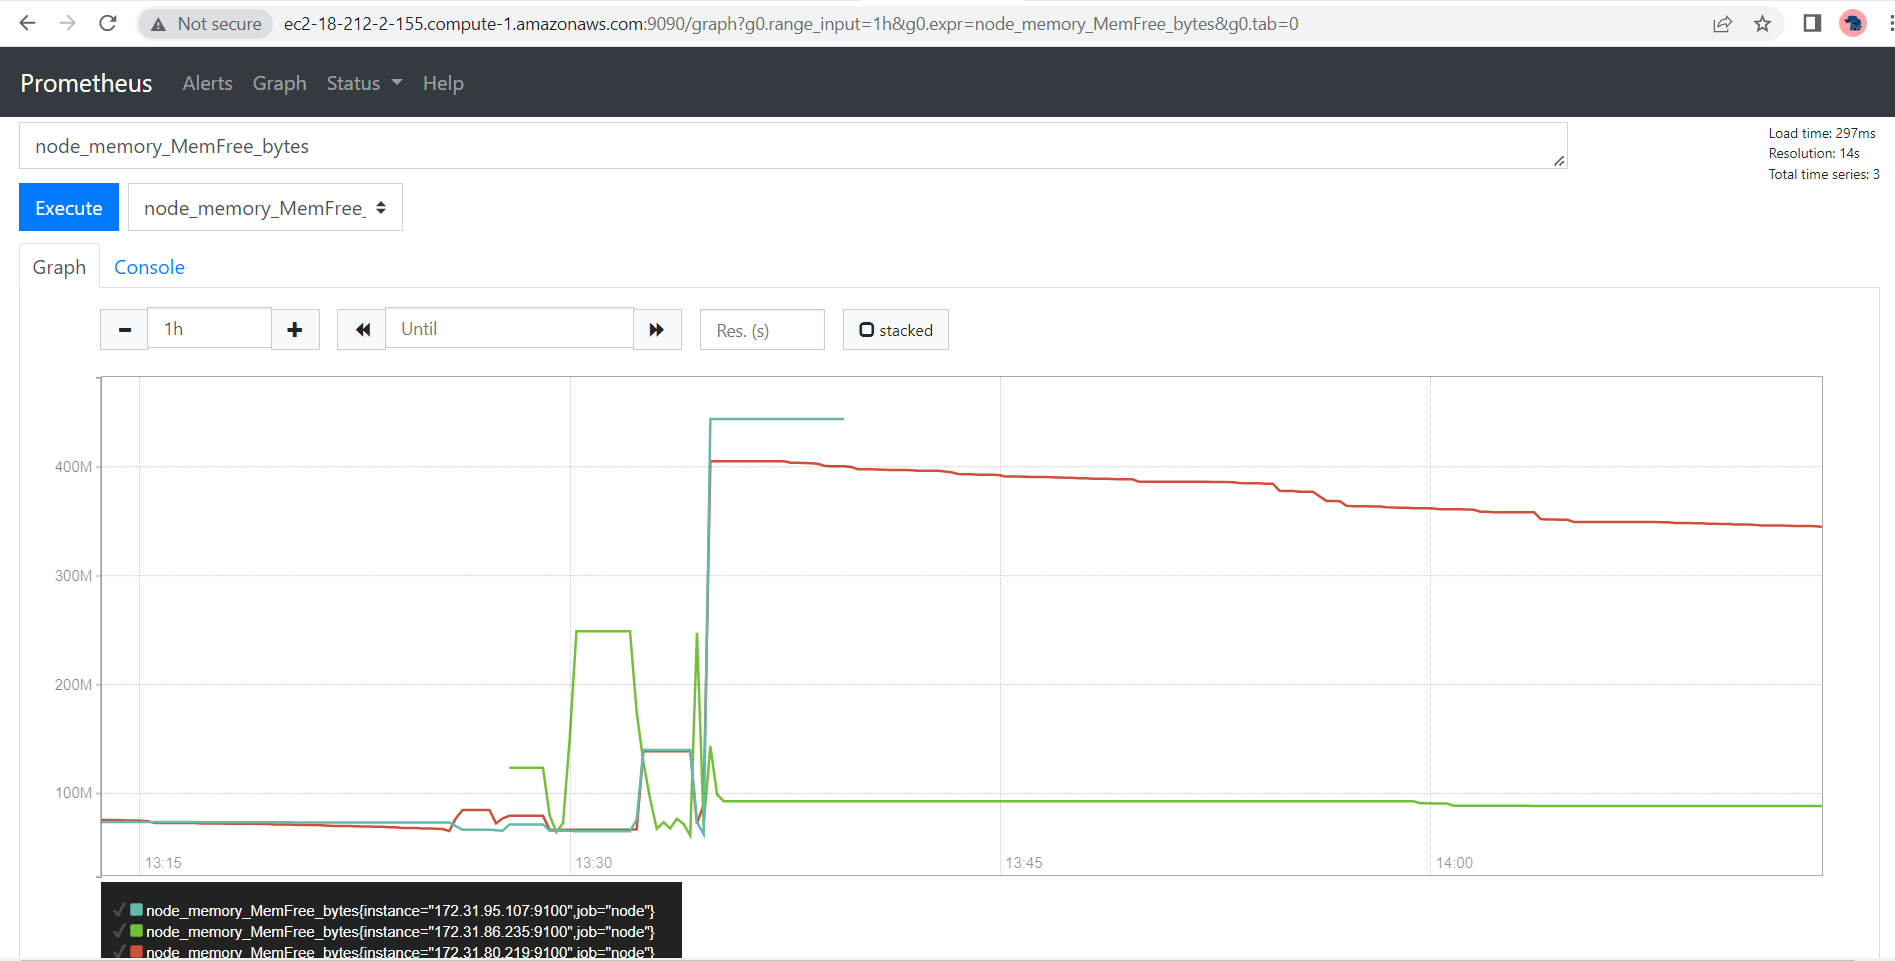 Not secure ec2-18-212-2-155.compute-1.amazonaws.com:9090/graph?g0.range_input=1h&g0.expr=node_memory_MemFree_bytes&g0.tab=0
Prometheus Alerts Graph Status Help
node_memory_MemFree_bytes
Load time: 297ms
Resolution: 14s
Total time series: 3
Execute node_memory_MemFree_
Graph Console
1h Until Res. (s) stacked
400M
300M
200M
100M
13:15 13:30 13:45 14:00
node_memory_MemFree_bytes{instance="172.31.95.107:9100",job="node"}
node_memory_MemFree_bytes{instance="172.31.86.235:9100",job="node"}
node_memory_MemFree_bytes{instance="172.31.80.219:9100",job="node"}